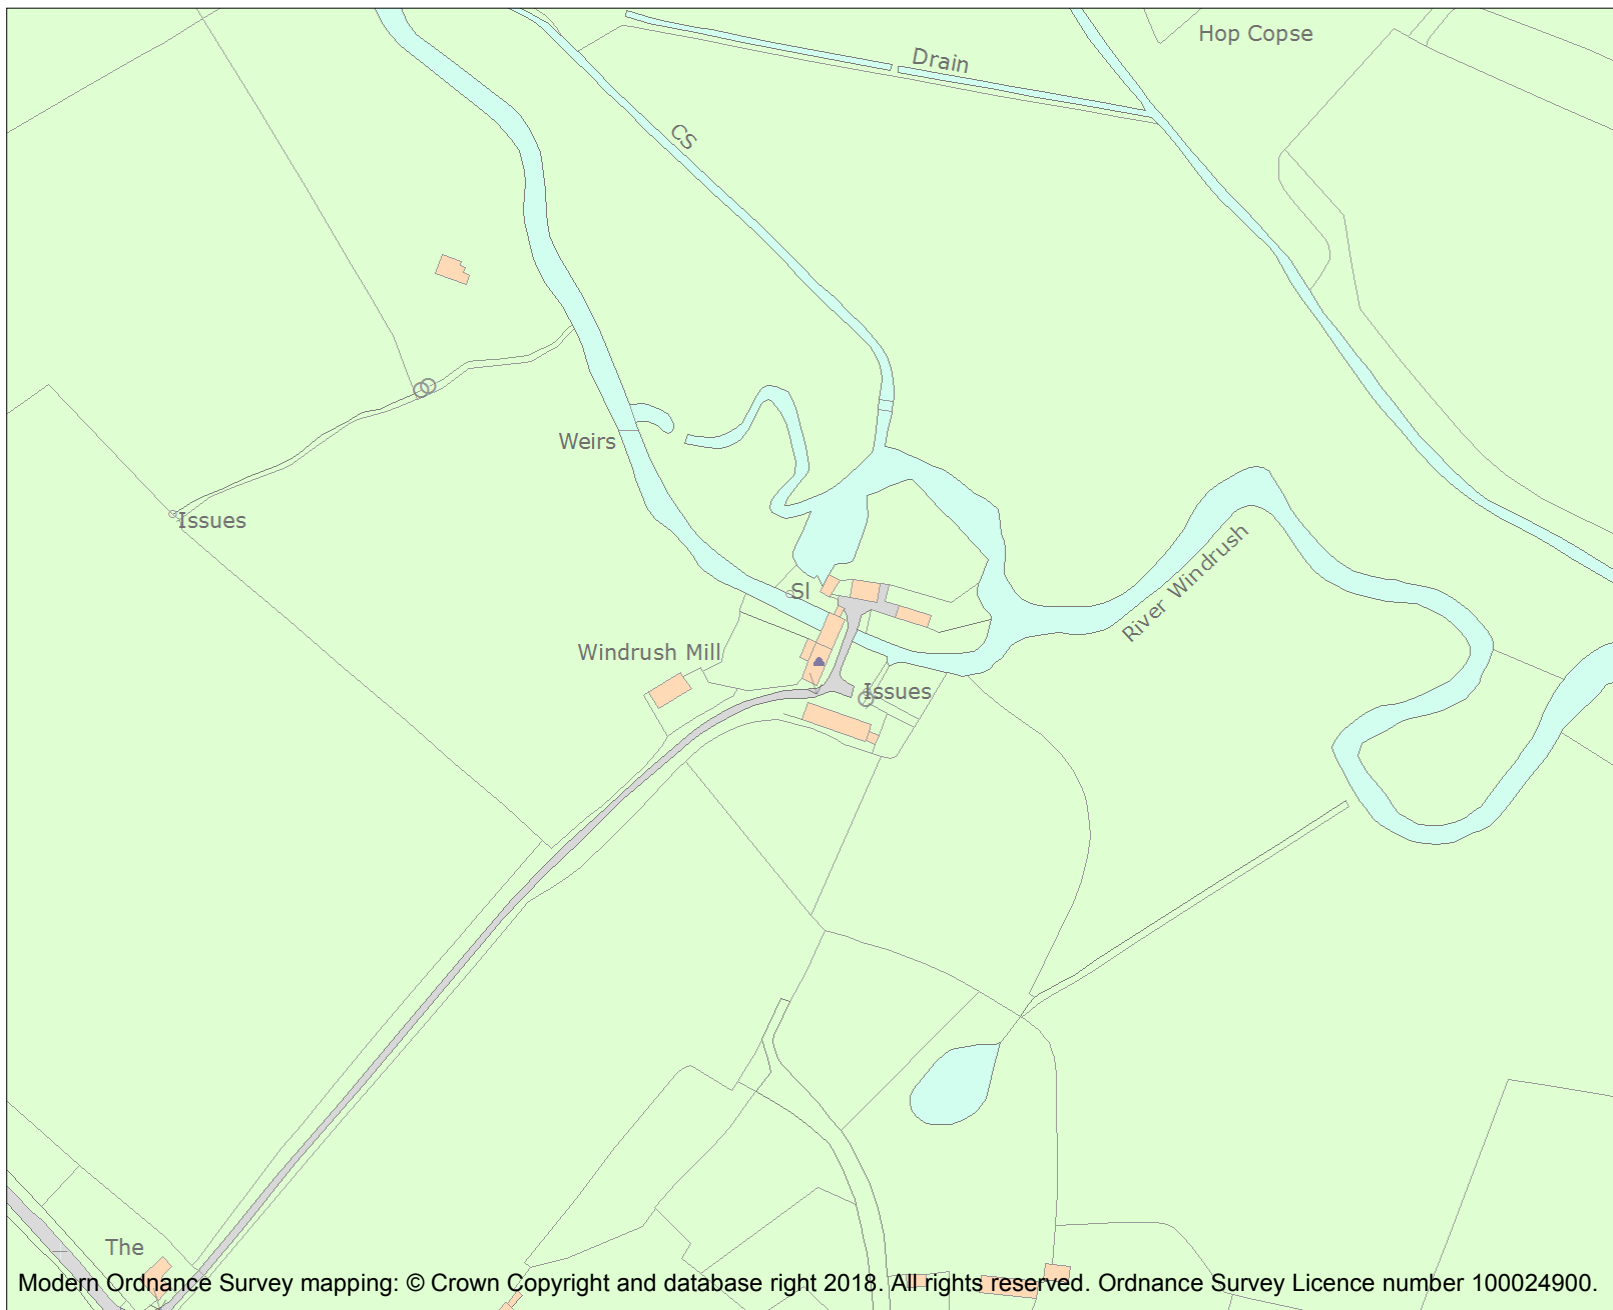 Hop Copse
Drain
CS
Weirs
Issues
River Windrush
Sl
Windrush Mill
Issues
The
Modern Ordnance Survey mapping: © Crown Copyright and database right 2018. All rights reserved. Ordnance Survey Licence number 100024900.